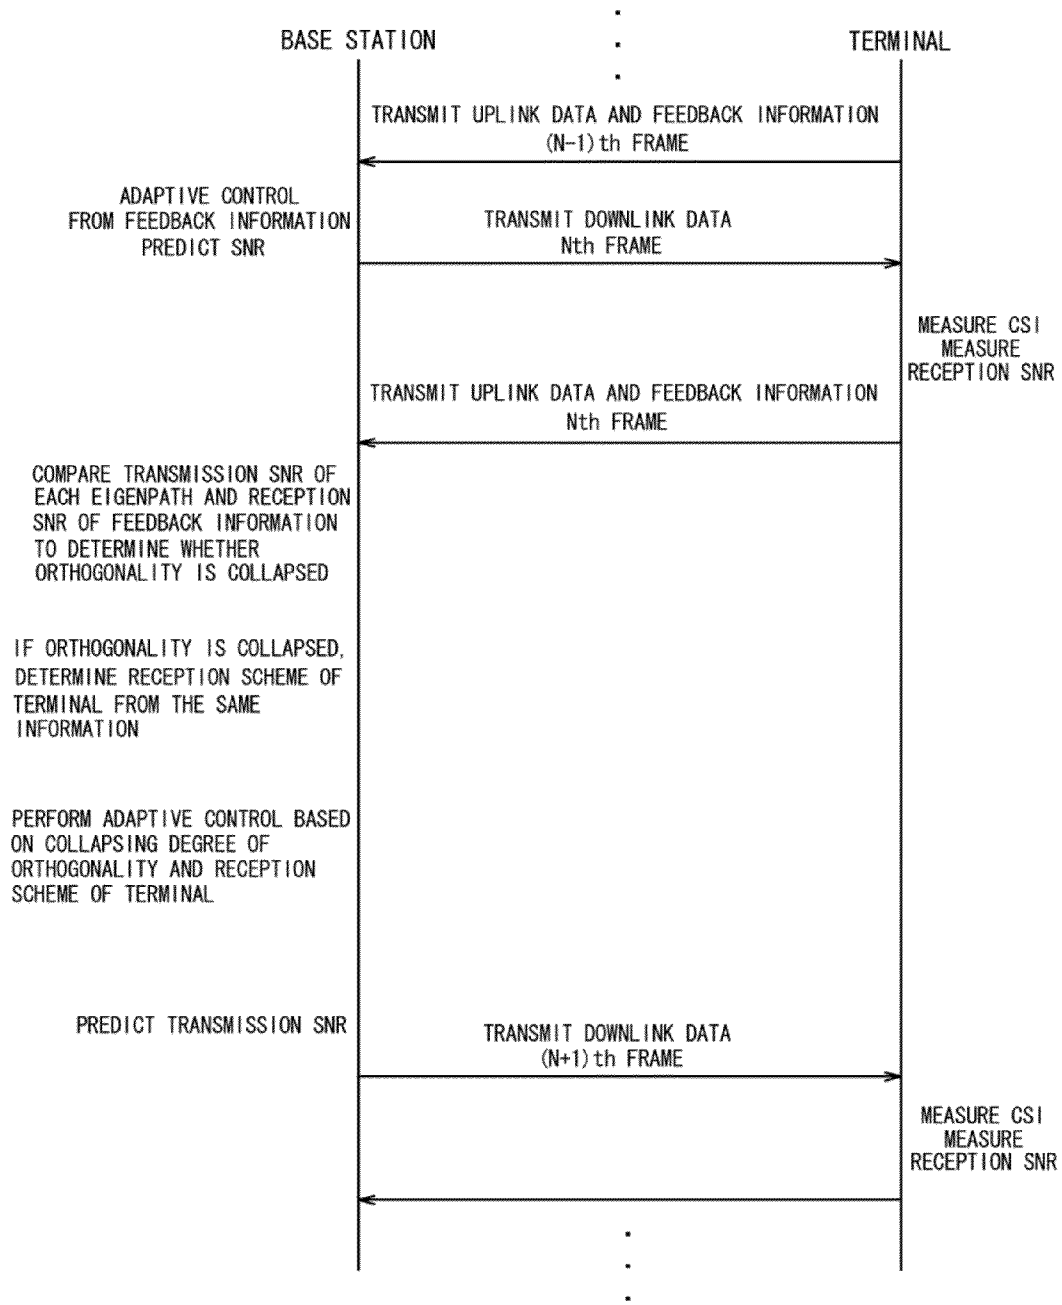 BASE STATION
TERMINAL
TRANSMIT UPLINK DATA AND FEEDBACK INFORMATION
(N-1)th FRAME
ADAPTIVE CONTROL
FROM FEEDBACK INFORMATION
PREDICT SNR
TRANSMIT DOWNLINK DATA
Nth FRAME
MEASURE CSI
MEASURE
RECEPTION SNR
TRANSMIT UPLINK DATA AND FEEDBACK INFORMATION
Nth FRAME
COMPARE TRANSMISSION SNR OF
EACH EIGENPATH AND RECEPTION
SNR OF FEEDBACK INFORMATION
TO DETERMINE WHETHER
ORTHOGONALITY IS COLLAPSED
IF ORTHOGONALITY IS COLLAPSED,
DETERMINE RECEPTION SCHEME OF
TERMINAL FROM THE SAME
INFORMATION
PERFORM ADAPTIVE CONTROL BASED
ON COLLAPSING DEGREE OF
ORTHOGONALITY AND RECEPTION
SCHEME OF TERMINAL
PREDICT TRANSMISSION SNR
TRANSMIT DOWNLINK DATA
(N+1)th FRAME
MEASURE CSI
MEASURE
RECEPTION SNR